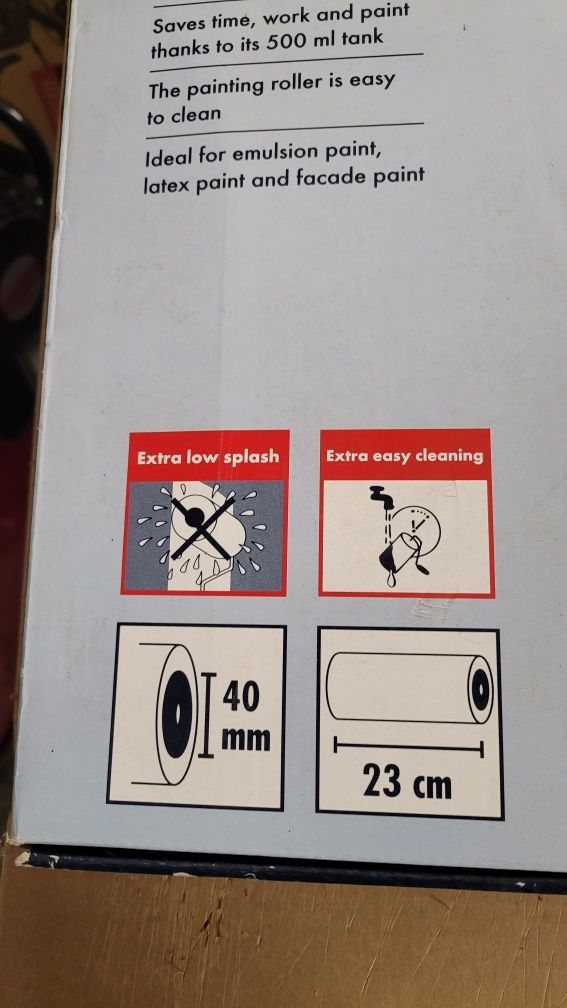 Saves time, work and paint
thanks to its 500 ml tank
The painting roller is easy
to clean
Ideal for emulsion paint,
latex paint and facade paint
Extra low splash
Extra easy cleaning
40
mm
23 cm